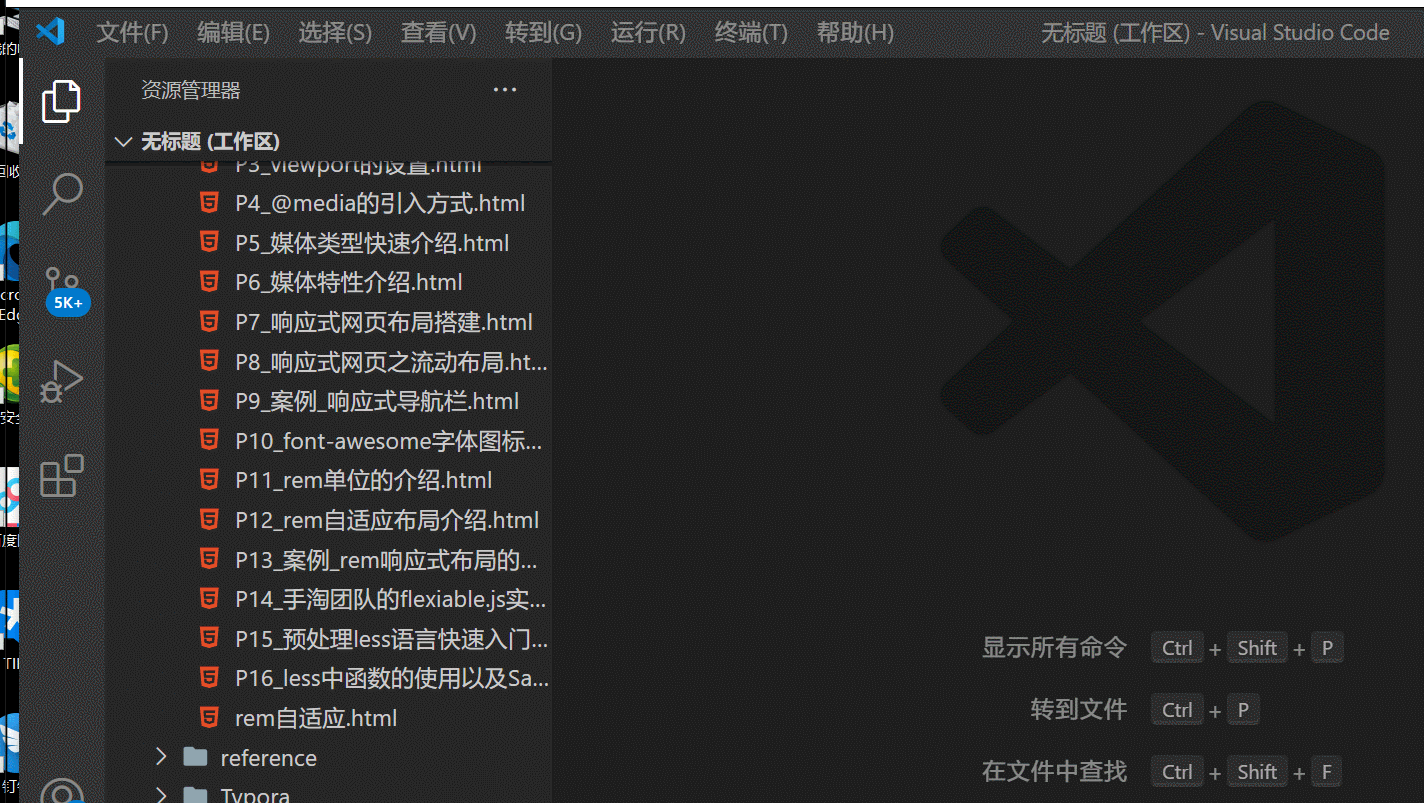 文件(F) 编辑(E) 选择(S) 查看(V) 转到(G) 运行(R) 终端(T) 帮助(H) 无标题 (工作区) - Visual Studio Code
资源管理器 ···
无标题 (工作区)
P3_viewport的设置.html
P4_@media的引入方式.html
P5_媒体类型快速介绍.html
P6_媒体特性介绍.html
5K+
P7_响应式网页布局搭建.html
P8_响应式网页之流动布局.ht...
P9_案例_响应式导航栏.html
P10_font-awesome字体图标...
P11_rem单位的介绍.html
P12_rem自适应布局介绍.html
P13_案例_rem响应式布局的...
P14_手淘团队的flexiable.js实...
P15_预处理less语言快速入门...
P16_less中函数的使用以及Sa...
rem自适应.html
reference
Typora
显示所有命令 Ctrl + Shift + P
转到文件 Ctrl + P
在文件中查找 Ctrl + Shift + F